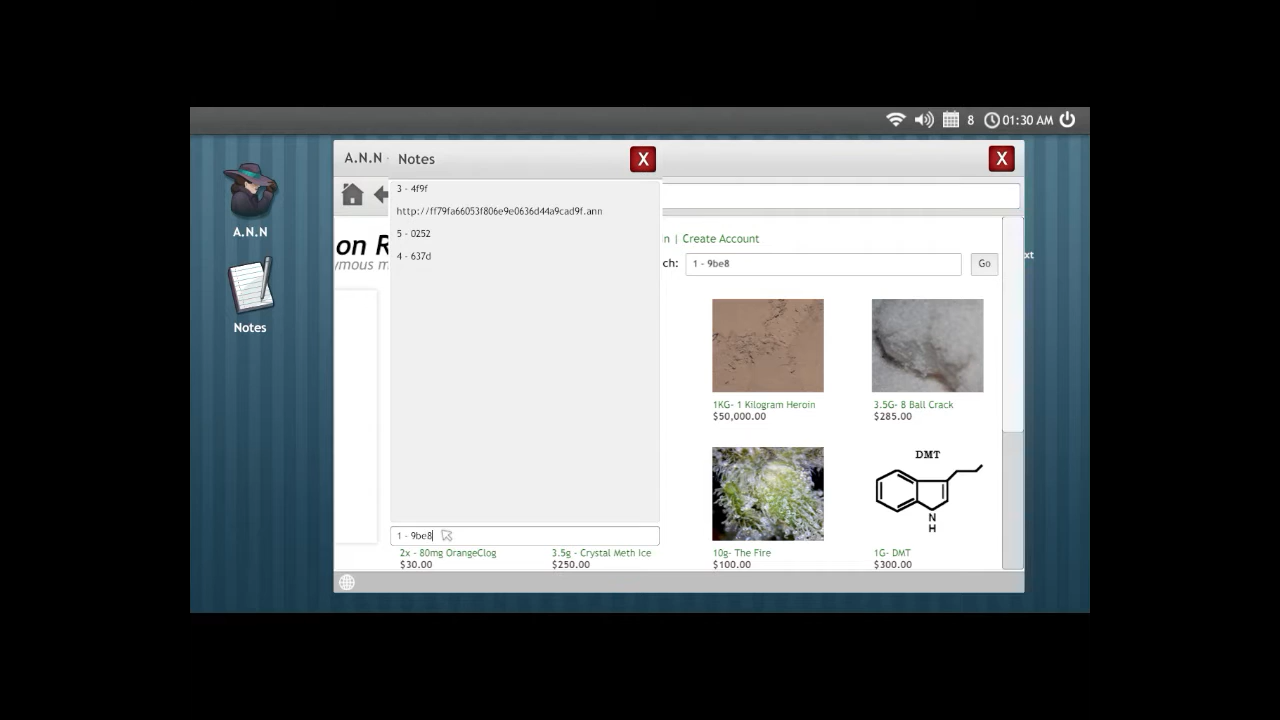 8
01:30 AM
A.N.N
Notes
A.N.N
Notes
X
X
3 - 4f9f
http://ff79fa66053f806e9e0636d44a9cad9f.ann
5 - 0252
4 - 637d
1 - 9be8
on R
ymous m
n | Create Account
ch:
1 - 9be8
Go
xt
1KG- 1 Kilogram Heroin
$50,000.00
3.5G- 8 Ball Crack
$285.00
DMT
N
H
2x - 80mg OrangeClog
$30.00
3.5g - Crystal Meth Ice
$250.00
10g- The Fire
$100.00
1G- DMT
$300.00